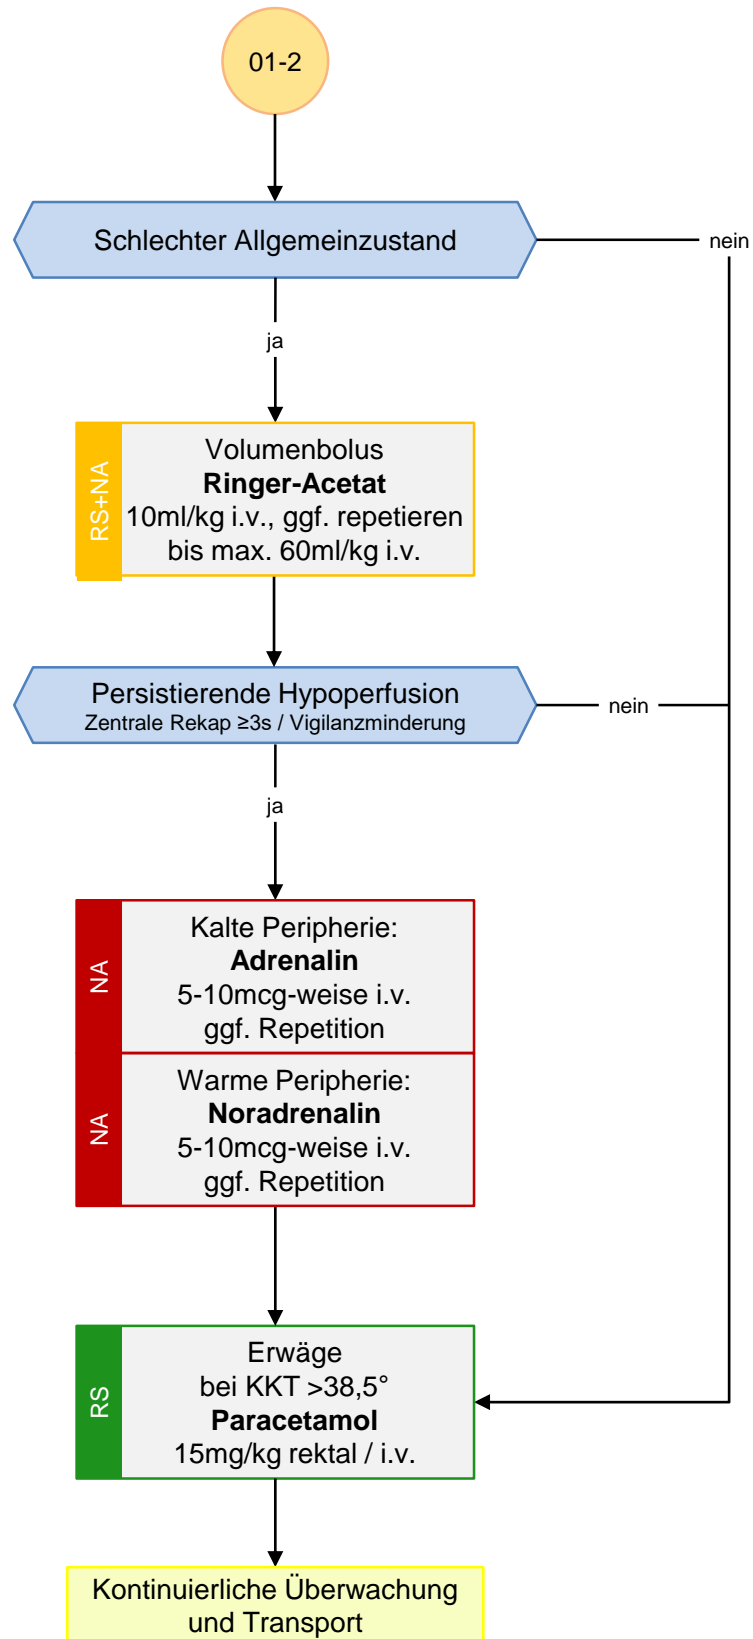 01-2
Schlechter Allgemeinzustand
nein
ja
RS+NA
Volumenbolus
Ringer-Acetat
10ml/kg i.v., ggf. repetieren
bis max. 60ml/kg i.v.
Persistierende Hypoperfusion
Zentrale Rekap ≥3s / Vigilanzminderung
nein
ja
NA
Kalte Peripherie:
Adrenalin
5-10mcg-weise i.v.
ggf. Repetition
NA
Warme Peripherie:
Noradrenalin
5-10mcg-weise i.v.
ggf. Repetition
RS
Erwäge
bei KKT >38,5°
Paracetamol
15mg/kg rektal / i.v.
Kontinuierliche Überwachung
und Transport